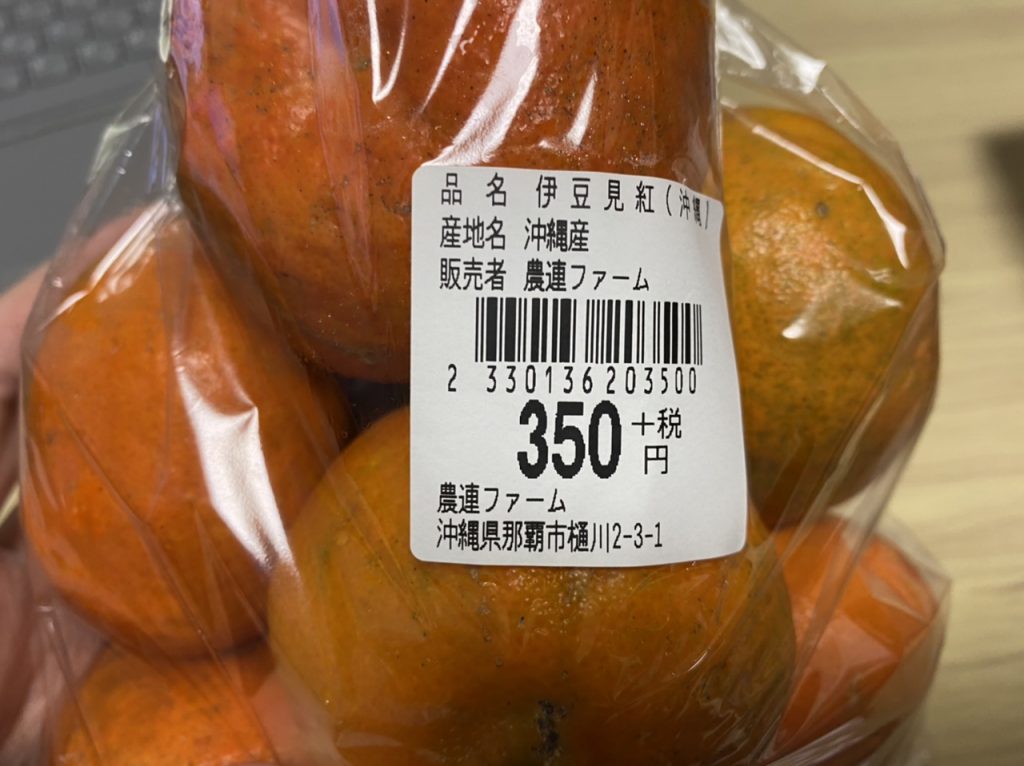 品名 伊豆見紅(沖縄)
産地名 沖縄産
販売者 農連ファーム
2 330136 203500
350 +税
円
農連ファーム
沖縄県那覇市樋川2-3-1